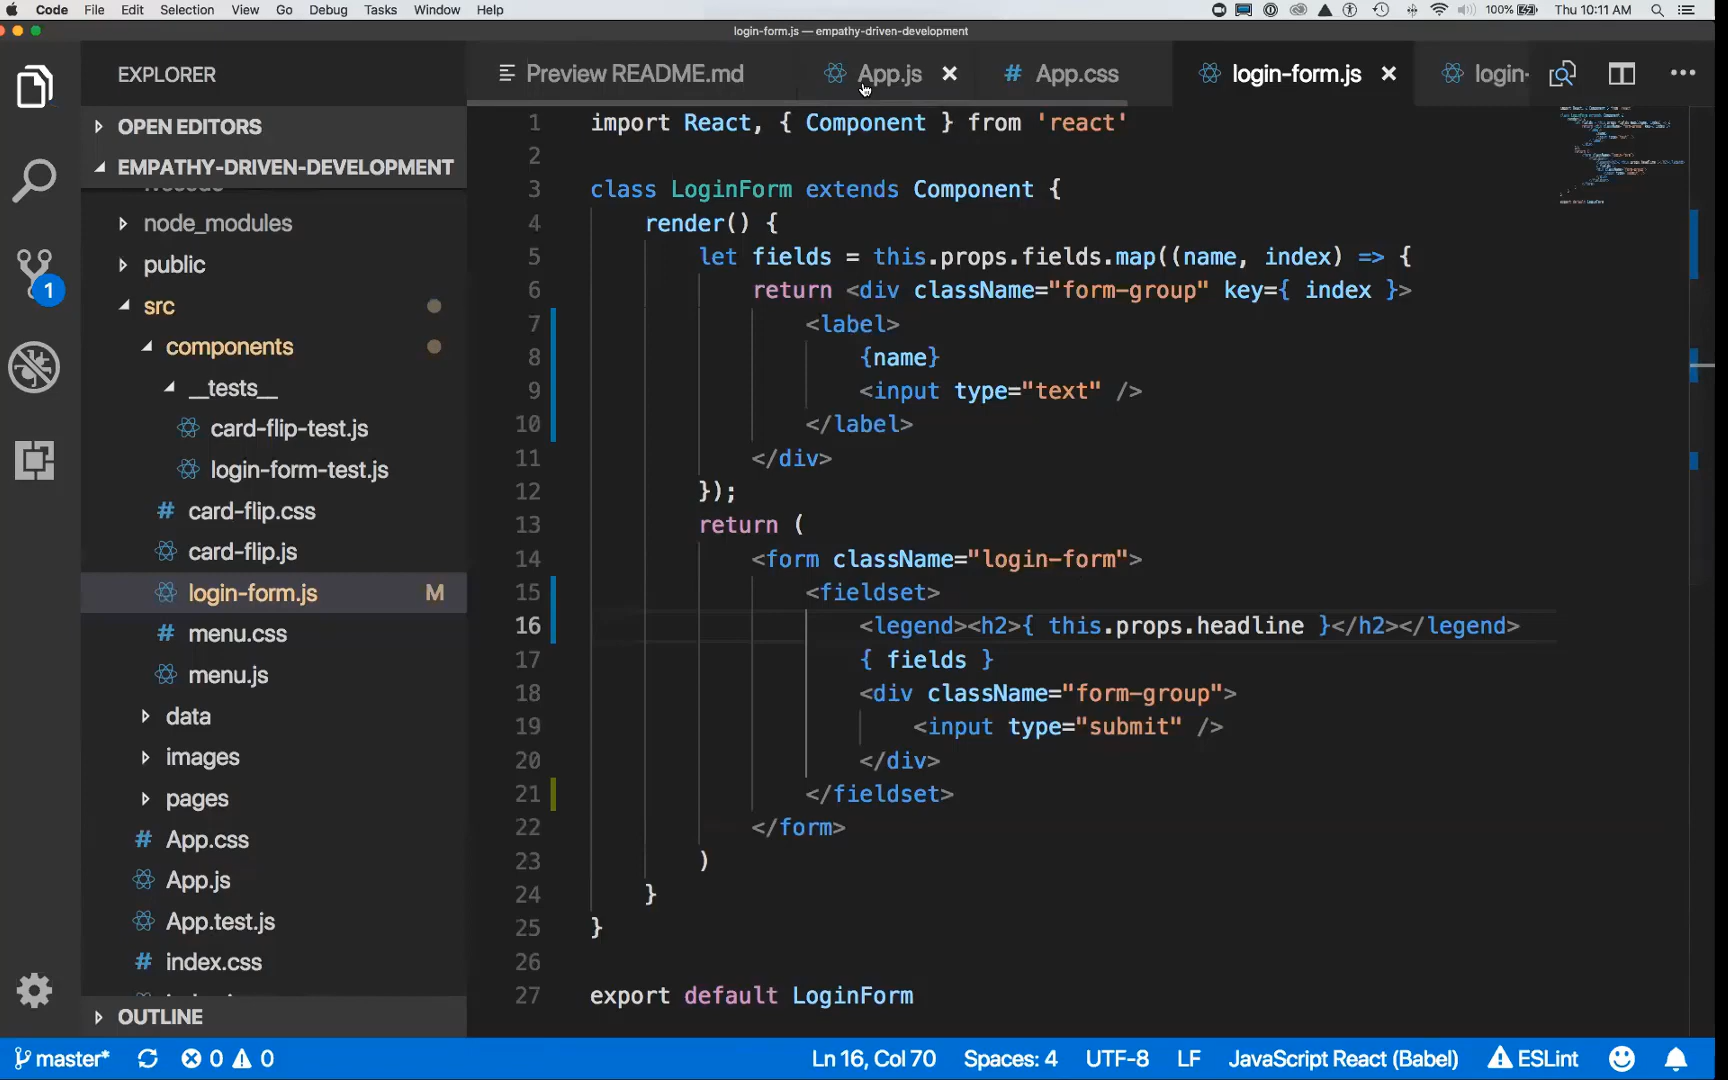 Code File Edit Selection View Go Debug Tasks Window Help 100% Thu 10:11 AM
login-form.js — empathy-driven-development
EXPLORER
Preview README.md App.js # App.css login-form.js login-
OPEN EDITORS
EMPATHY-DRIVEN-DEVELOPMENT
node_modules
public
src
components
__tests__
card-flip-test.js
login-form-test.js
# card-flip.css
card-flip.js
login-form.js M
# menu.css
menu.js
data
images
pages
# App.css
App.js
App.test.js
# index.css
OUTLINE
1
1 import React, { Component } from 'react'
2
3 class LoginForm extends Component {
4 render() {
5 let fields = this.props.fields.map((name, index) => {
6 return <div className="form-group" key={ index }>
7 <label>
8 {name}
9 <input type="text" />
10 </label>
11 </div>
12 });
13 return (
14 <form className="login-form">
15 <fieldset>
16 <legend><h2>{ this.props.headline }</h2></legend>
17 { fields }
18 <div className="form-group">
19 <input type="submit" />
20 </div>
21 </fieldset>
22 </form>
23 )
24 }
25 }
26
27 export default LoginForm
master* 0 0 Ln 16, Col 70 Spaces: 4 UTF-8 LF JavaScript React (Babel) ESLint